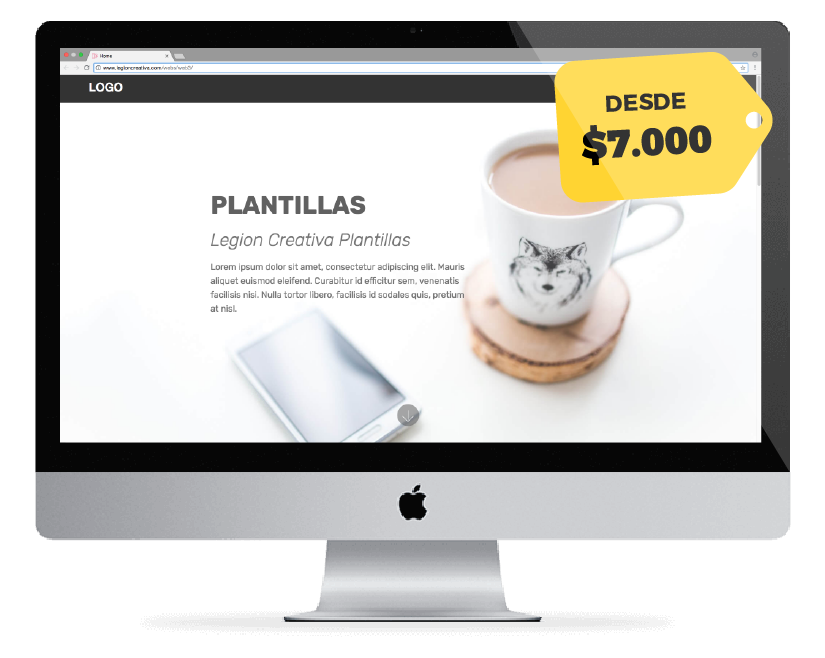 Home
www.legioncreativa.com/webs/web5/
LOGO
DESDE
$7.000
PLANTILLAS
Legion Creativa Plantillas
Lorem ipsum dolor sit amet, consectetur adipiscing elit. Mauris
aliquet euismod eleifend. Curabitur id efficitur sem, venenatis
facilisis nisi. Nulla tortor libero, facilisis id sodales quis, pretium
at nisl.